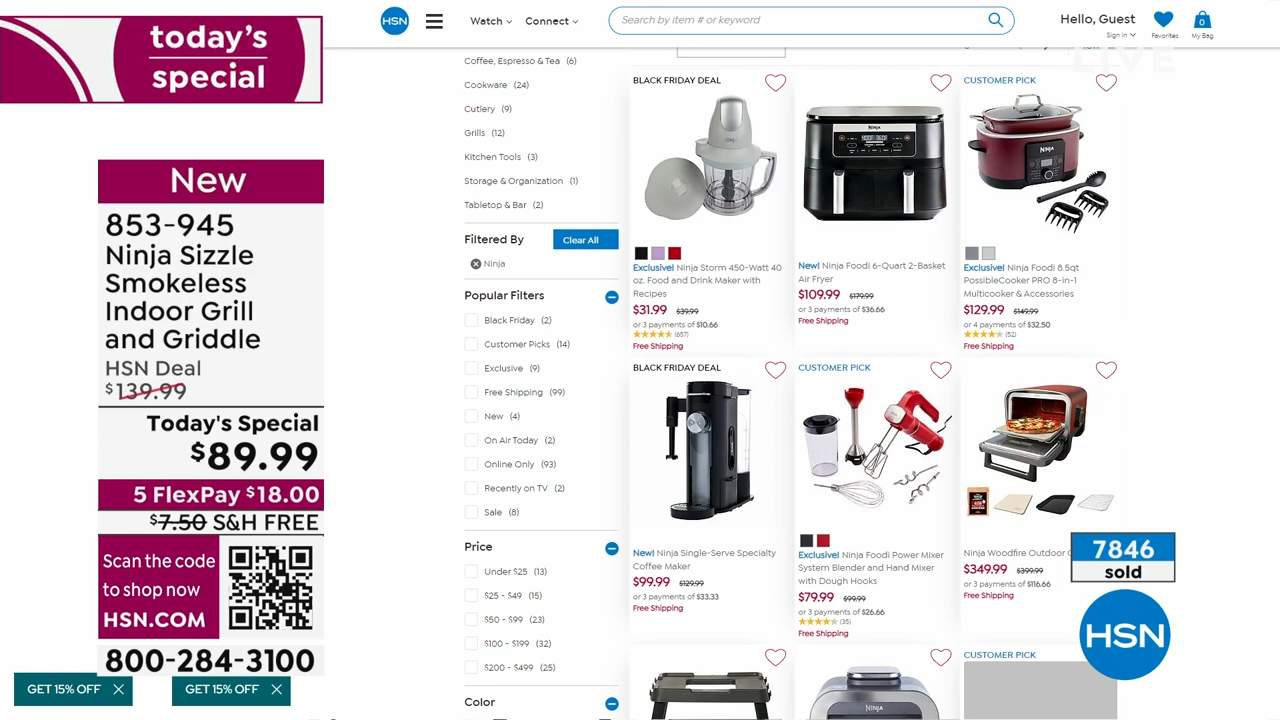 today's
special
New
853-945
Ninja Sizzle
Smokeless
Indoor Grill
and Griddle
HSN Deal
$139.99
Today's Special
$89.99
5 FlexPay $18.00
$7.50 S&H FREE
Scan the code
to shop now
HSN.COM
800-284-3100
GET 15% OFF
GET 15% OFF
HSN
Watch
Connect
Search by item # or keyword
Hello, Guest
Sign In
Favorites
0
My Bag
LIVE
Coffee, Espresso & Tea (6)
Cookware (24)
Cutlery (9)
Grills (12)
Kitchen Tools (3)
Storage & Organization (1)
Tabletop & Bar (2)
Filtered By
Clear All
Ninja
Popular Filters
Black Friday (2)
Customer Picks (14)
Exclusive (9)
Free Shipping (99)
New (4)
On Air Today (2)
Online Only (93)
Recently on TV (2)
Sale (8)
Price
Under $25 (13)
$25 - $49 (15)
$50 - $99 (23)
$100 - $199 (32)
$200 - $499 (25)
Color
BLACK FRIDAY DEAL
Exclusive! Ninja Storm 450-Watt 40
oz. Food and Drink Maker with
Recipes
$31.99 $39.99
or 3 payments of $10.66
(657)
Free Shipping
NINJA
New! Ninja Foodi 6-Quart 2-Basket
Air Fryer
$109.99 $179.99
or 3 payments of $36.66
Free Shipping
CUSTOMER PICK
NINJA
Exclusive! Ninja Foodi 8.5qt
PossibleCooker PRO 8-in-1
Multicooker & Accessories
$129.99 $149.99
or 4 payments of $32.50
(52)
Free Shipping
BLACK FRIDAY DEAL
New! Ninja Single-Serve Specialty
Coffee Maker
$99.99 $129.99
or 3 payments of $33.33
Free Shipping
CUSTOMER PICK
Exclusive! Ninja Foodi Power Mixer
System Blender and Hand Mixer
with Dough Hooks
$79.99 $99.99
or 3 payments of $26.66
(35)
Free Shipping
Ninja Woodfire Outdoor
$349.99 $399.99
or 3 payments of $116.66
Free Shipping
7846
sold
HSN
NINJA
CUSTOMER PICK